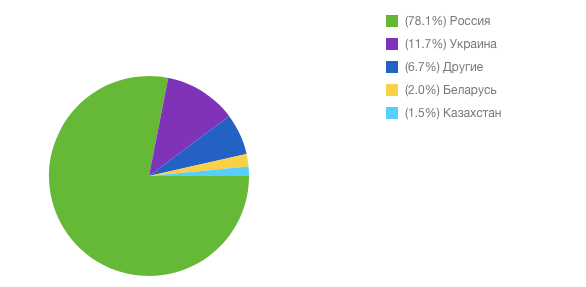 (78.1%) Россия
(11.7%) Украина
(6.7%) Другие
(2.0%) Беларусь
(1.5%) Казахстан